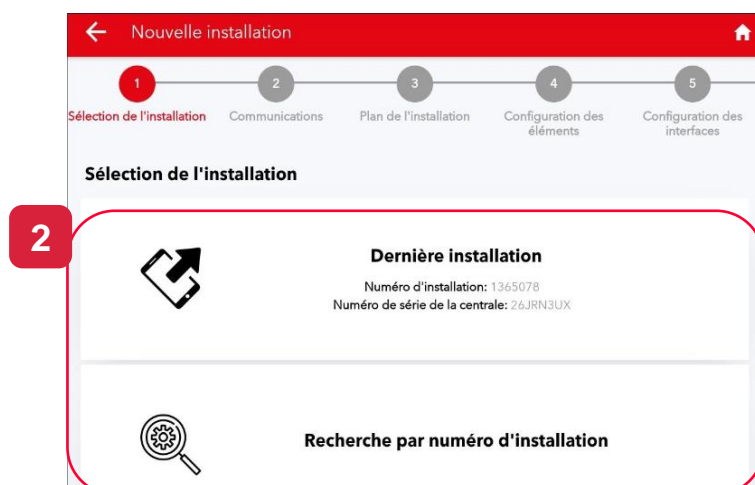 Nouvelle installation
1
2
3
4
5
Sélection de l'installation
Communications
Plan de l'installation
Configuration des
éléments
Configuration des
interfaces
Sélection de l'installation
2
Dernière installation
Numéro d'installation: 1365078
Numéro de série de la centrale: 26JRN3UX
Recherche par numéro d'installation